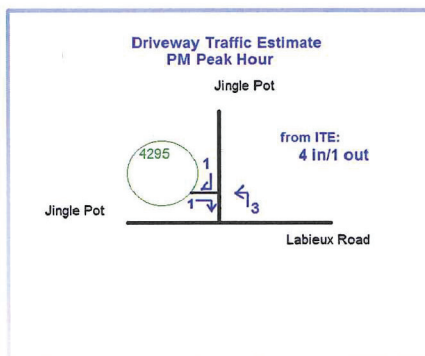 Driveway Traffic Estimate
PM Peak Hour
Jingle Pot
from ITE:
4 in/1 out
4295
1
1
3
Jingle Pot
Labieux Road